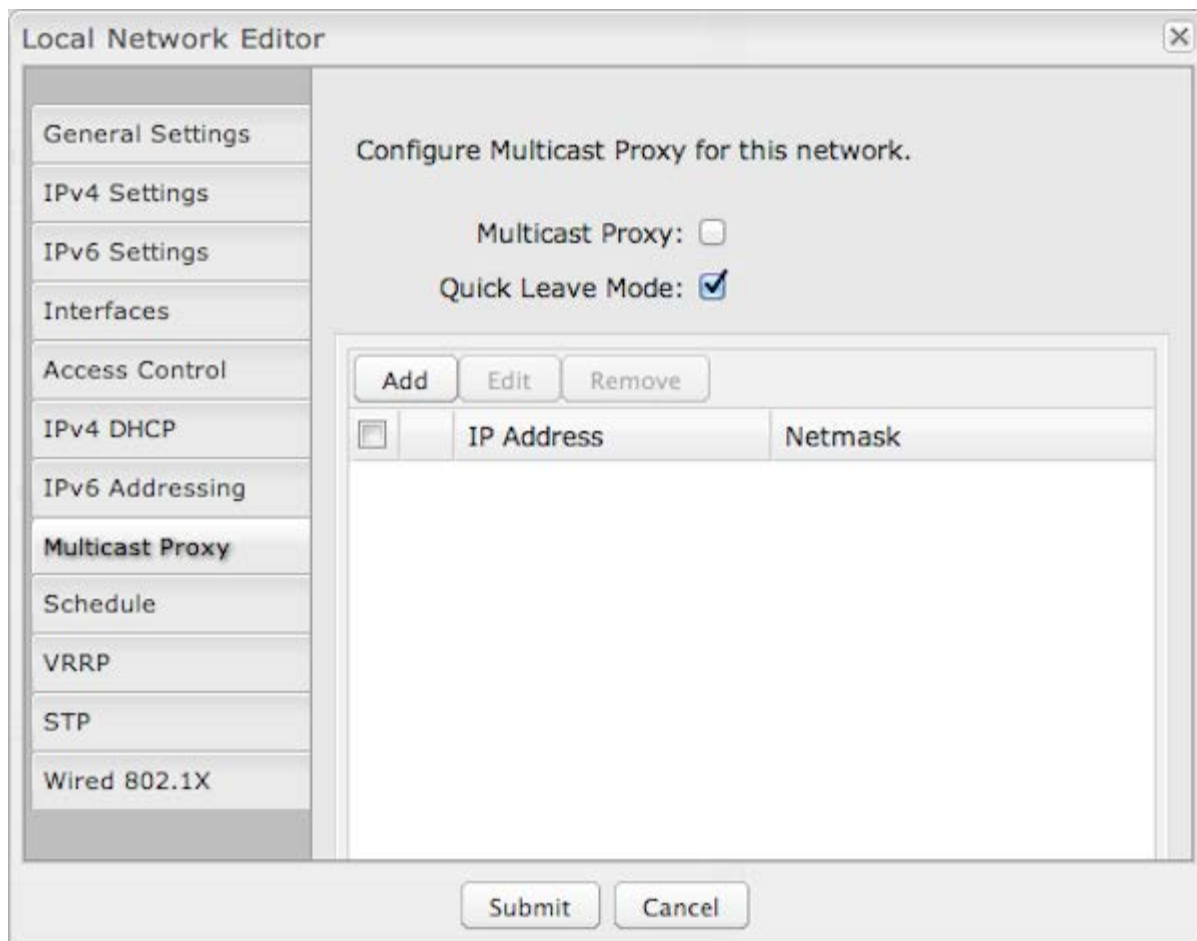 Local Network Editor
General Settings
IPv4 Settings
IPv6 Settings
Interfaces
Access Control
IPv4 DHCP
IPv6 Addressing
Multicast Proxy
Schedule
VRRP
STP
Wired 802.1X
Configure Multicast Proxy for this network.
Multicast Proxy:
Quick Leave Mode:
Add Edit Remove
IP Address Netmask
Submit Cancel